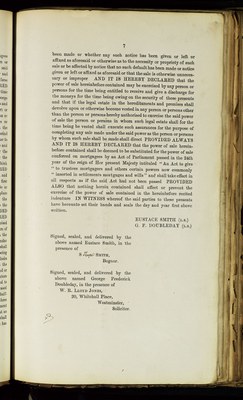 7
been made or whether any such notice has been given or left or
affixed as aforesaid or otherwise as to the necessity or propriety of such
sale or be affected by notice that no such default has been made or notice
given or left or affixed as aforesaid or that the sale is otherwise unneces-
sary or improper AND IT IS HEREBY DECLARED that the
power of sale hereinbefore contained may be exercised by any person or
persons for the time being entitled to receive and give a discharge for
the moneys for the time being owing on the security of these presents
and that if the legal estate in the hereditaments and premises shall
devolve upon or otherwise become vested in any person or persons other
than the person or persons hereby authorised to exercise the said power
of sale the person or persons in whom such legal estate shall for the
time being be vested shall execute such assurances for the purpose of
completing any sale made under the said power as the person or persons
by whom such sale shall be made shall direct PROVIDED ALWAYS
AND IT IS HEREBY DECLARED that the power of sale herein-
before contained shall be deemed to be substituted for the power of sale
conferred on mortgagees by an Act of Parliament passed in the 24th
year of the reign of Her present Majesty intituled "An Act to give
"to trustees mortgagees and others certain powers now commonly
"inserted in settlements mortgages and wills" and shall take effect in
all respects as if the said Act had not been passed PROVIDED
ALSO that nothing herein contained shall affect or prevent the
exercise of the power of sale contained in the hereinbefore recited
indenture IN WITNESS whereof the said parties to these presents
have hereunto set their hands and seals the day and year first above
written.
EUSTACE SMITH (L.S.)
G. F. DOUBLEDAY (L.S.)
Signed, sealed, and delivered by the
above named Eustace Smith, in the
presence of
SMITH,
Signed, sealed, and delivered by the
above named George Frederick
Doubleday, in the presence of
W. R. LLOYD JONES,
20, Whitehall Place,
Westminster,
Solicitor.